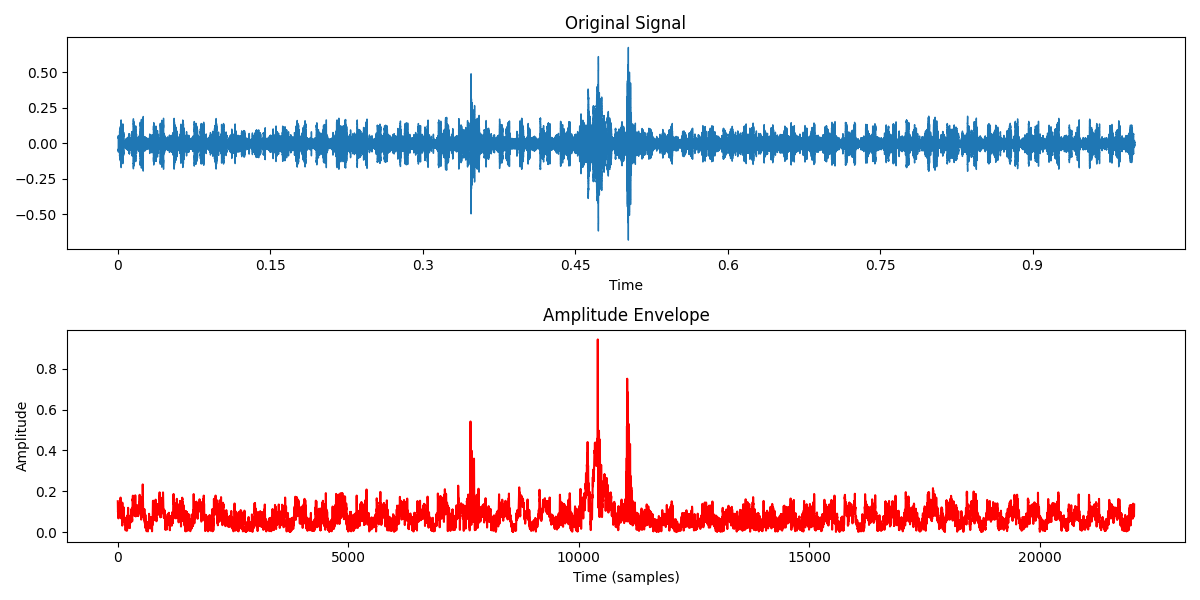 Original Signal
0.50
0.25
0.00
−0.25
−0.50
0 0.15 0.3 0.45 0.6 0.75 0.9
Time
Amplitude Envelope
Amplitude
0.8
0.6
0.4
0.2
0.0
0 5000 10000 15000 20000
Time (samples)